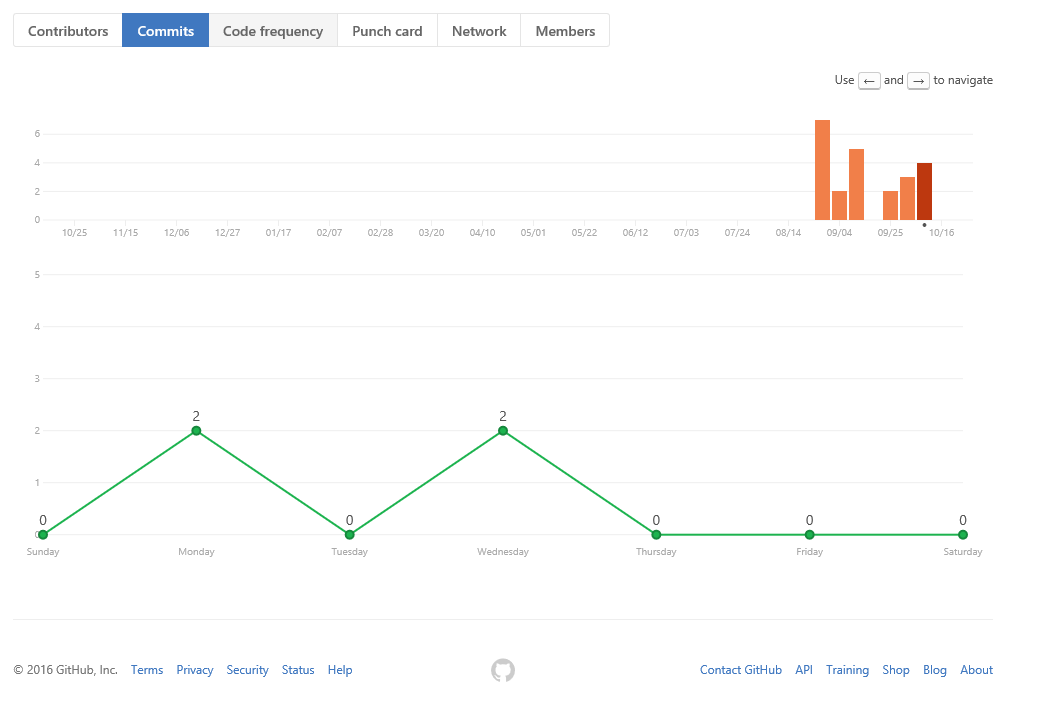 Contributors Commits Code frequency Punch card Network Members
Use ← and → to navigate
6
4
2
0
10/25 11/15 12/06 12/27 01/17 02/07 02/28 03/20 04/10 05/01 05/22 06/12 07/03 07/24 08/14 09/04 09/25 10/16
5
4
3
2 2
2
1
0 0 0 0 0
0
Sunday Monday Tuesday Wednesday Thursday Friday Saturday
© 2016 GitHub, Inc. Terms Privacy Security Status Help Contact GitHub API Training Shop Blog About